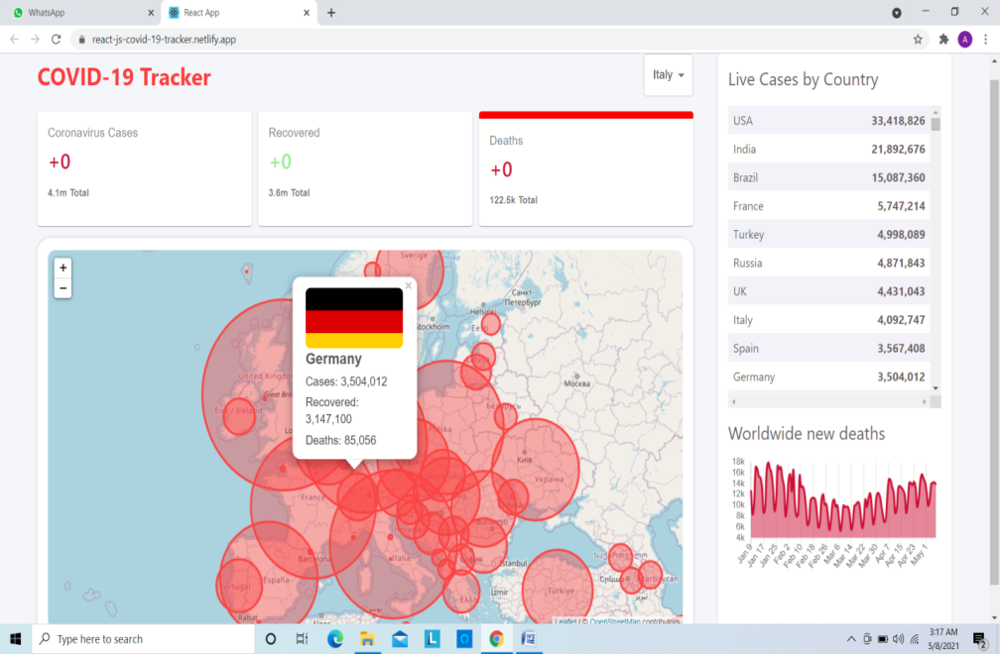 WhatsApp
React App
react-js-covid-19-tracker.netlify.app
A
COVID-19 Tracker
Italy
Coronavirus Cases
+0
4.1m Total
Recovered
+0
3.6m Total
Deaths
+0
122.5k Total
+
−
Sverige
Санкт-
Петербург
Helsinki
Stockholm
Eesti
Москва
United Kingdom
Éire / Ireland
Polska
Беларусь
Київ
Україна
France
București
Barcelona
Italia
España
Portugal
İstanbul
İzmir
Türkiye
Azərbaycan
Leaflet | © OpenStreetMap contributors
Germany
Cases: 3,504,012
Recovered:
3,147,100
Deaths: 85,056
Live Cases by Country
USA 33,418,826
India 21,892,676
Brazil 15,087,360
France 5,747,214
Turkey 4,998,089
Russia 4,871,843
UK 4,431,043
Italy 4,092,747
Spain 3,567,408
Germany 3,504,012
Worldwide new deaths
18k
16k
14k
12k
10k
8k
6k
4k
Jan 9
Jan 17
Jan 25
Feb 2
Feb 10
Feb 18
Feb 26
Mar 6
Mar 14
Mar 22
Mar 30
Apr 7
Apr 15
Apr 23
May 1
Type here to search
3:17 AM
5/8/2021
2